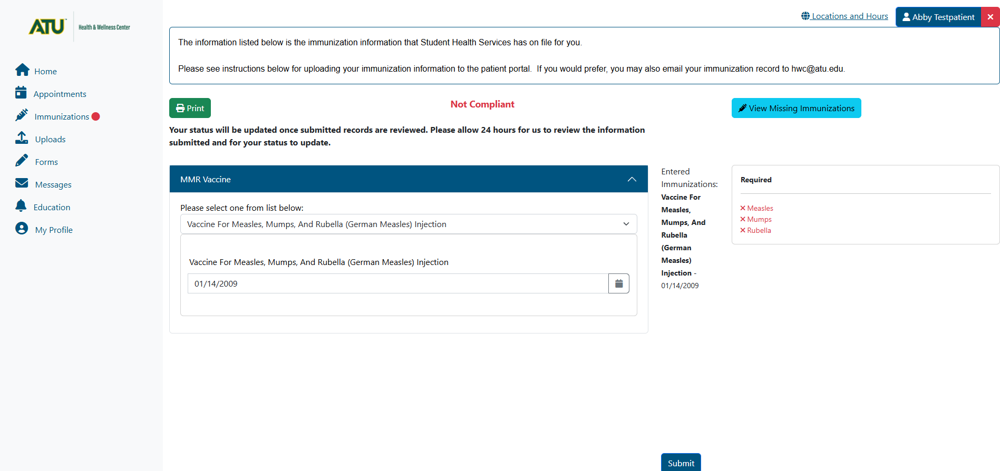 ATU™
Health & Wellness Center
Home
Appointments
Immunizations
Uploads
Forms
Messages
Education
My Profile
Locations and Hours
Abby Testpatient
The information listed below is the immunization information that Student Health Services has on file for you.
Please see instructions below for uploading your immunization information to the patient portal.  If you would prefer, you may also email your immunization record to hwc@atu.edu.
Print
Not Compliant
View Missing Immunizations
Your status will be updated once submitted records are reviewed. Please allow 24 hours for us to review the information
submitted and for your status to update.
MMR Vaccine
Please select one from list below:
Vaccine For Measles, Mumps, And Rubella (German Measles) Injection
Vaccine For Measles, Mumps, And Rubella (German Measles) Injection
01/14/2009
Entered
Immunizations:
Vaccine For
Measles,
Mumps, And
Rubella
(German
Measles)
Injection -
01/14/2009
Required
Measles
Mumps
Rubella
Submit